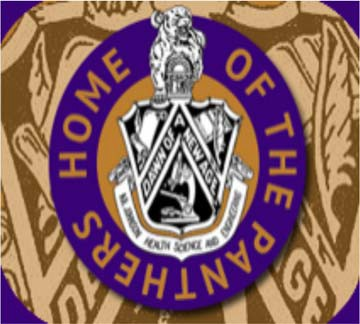 HOME OF THE PANTHERS
DAWN OF A NEW AGE
HEALTH SCIENCE AND ENGINEERING